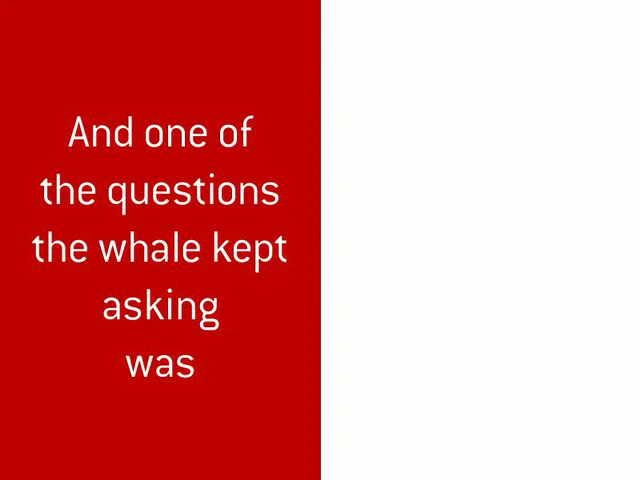 And one of
the questions
the whale kept
asking
was